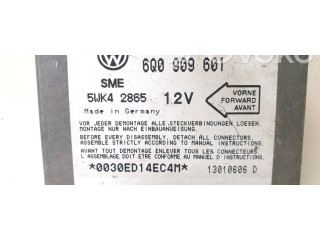 VW
6Q0 909 601
SME
5WK4 2865 12V
VORNE
FORWARD
AVANT
Made in Germany
VOR JEDER DEMONTAGE ALLE STECKVERBINDUNGEN LOESEN,
MONTAGE NUR NACH EINBAUANWEISUNG.
BEFORE EVERY DISASSEMBLY, DETACH ALL CONNECTORS.
ASSEMBLE STRICTLY ACCORDING TO MANUAL INSTRUCTIONS.
AVANT TOUT DEMONTAGE ENLEVER TOUS LES CONNECTEURS,
L'ASSEMBLAGE DOIT ETRE CONFORME AU MANUEL D'INSTRUCTIONS.
*0030ED14EC4M*
13010606 D